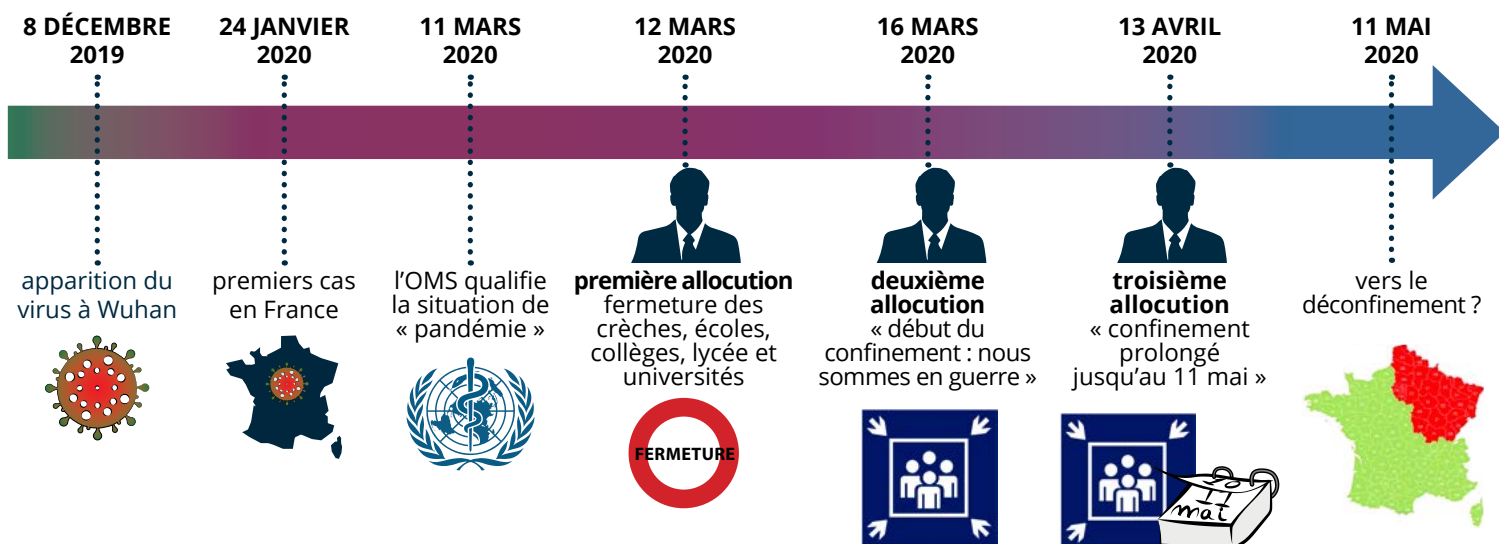 8 DÉCEMBRE
2019
24 JANVIER
2020
11 MARS
2020
12 MARS
2020
16 MARS
2020
13 AVRIL
2020
11 MAI
2020
apparition du
virus à Wuhan
premiers cas
en France
l’OMS qualifie
la situation de
« pandémie »
première allocution
fermeture des
crèches, écoles,
collèges, lycée et
universités
FERMETURE
deuxième
allocution
« début du
confinement : nous
sommes en guerre »
troisième
allocution
« confinement
prolongé
jusqu’au 11 mai »
11
mai
vers le
déconfinement ?